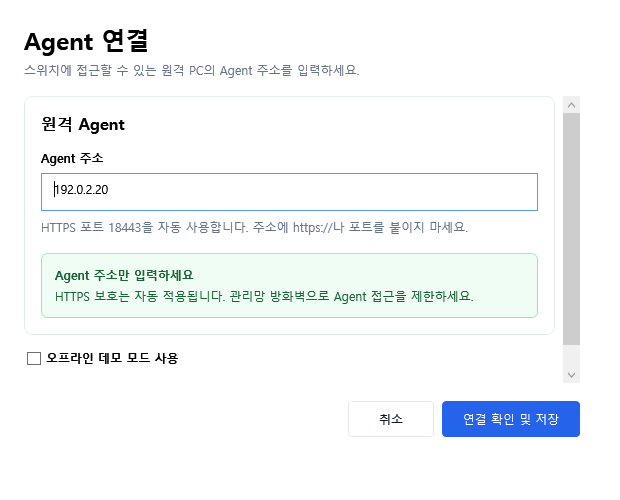 Agent 연결
스위치에 접근할 수 있는 원격 PC의 Agent 주소를 입력하세요.
원격 Agent
Agent 주소
192.0.2.20
HTTPS 포트 18443을 자동 사용합니다. 주소에 https://나 포트를 붙이지 마세요.
Agent 주소만 입력하세요
HTTPS 보호는 자동 적용됩니다. 관리망 방화벽으로 Agent 접근을 제한하세요.
오프라인 데모 모드 사용
취소
연결 확인 및 저장